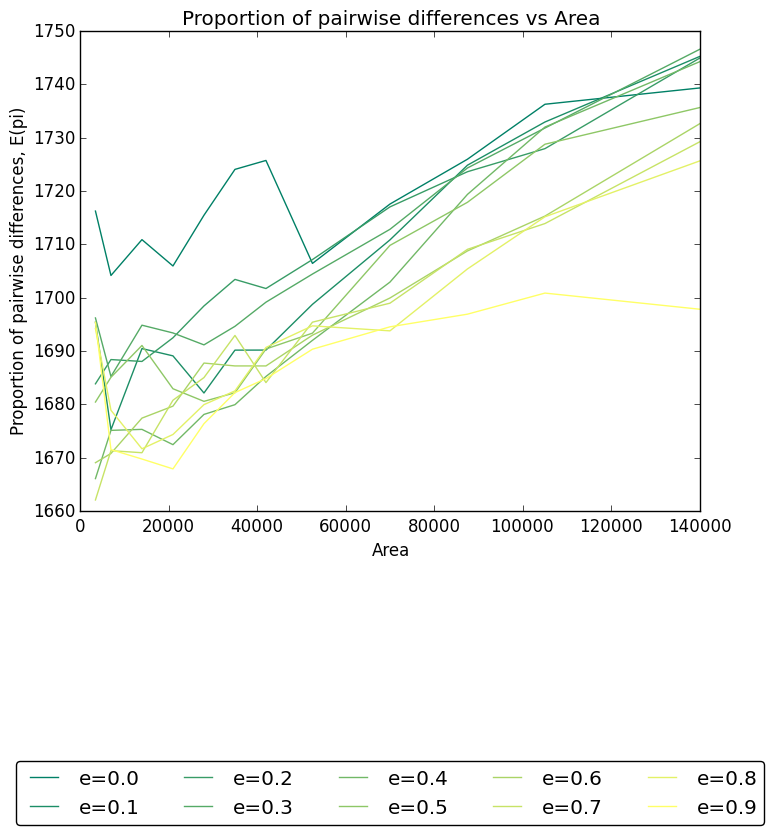 Proportion of pairwise differences vs Area
Proportion of pairwise differences, E(pi)
1750
1740
1730
1720
1710
1700
1690
1680
1670
1660
0 20000 40000 60000 80000 100000 120000 140000
Area
e=0.0 e=0.2 e=0.4 e=0.6 e=0.8
e=0.1 e=0.3 e=0.5 e=0.7 e=0.9